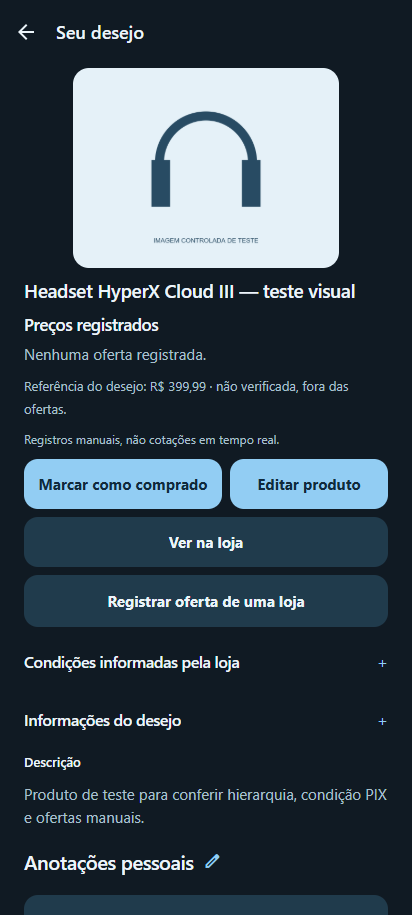 Seu desejo
IMAGEM CONTROLADA DE TESTE
Headset HyperX Cloud III — teste visual
Preços registrados
Nenhuma oferta registrada.
Referência do desejo: R$ 399,99 · não verificada, fora das
ofertas.
Registros manuais, não cotações em tempo real.
Marcar como comprado
Editar produto
Ver na loja
Registrar oferta de uma loja
Condições informadas pela loja +
Informações do desejo +
Descrição
Produto de teste para conferir hierarquia, condição PIX
e ofertas manuais.
Anotações pessoais